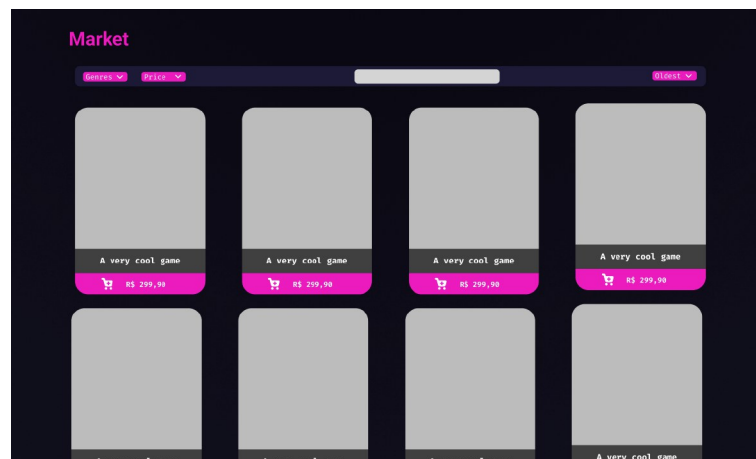 Market
Genres Price Oldest
A very cool game A very cool game A very cool game A very cool game
R$ 299,90 R$ 299,90 R$ 299,90 R$ 299,90
A very cool game